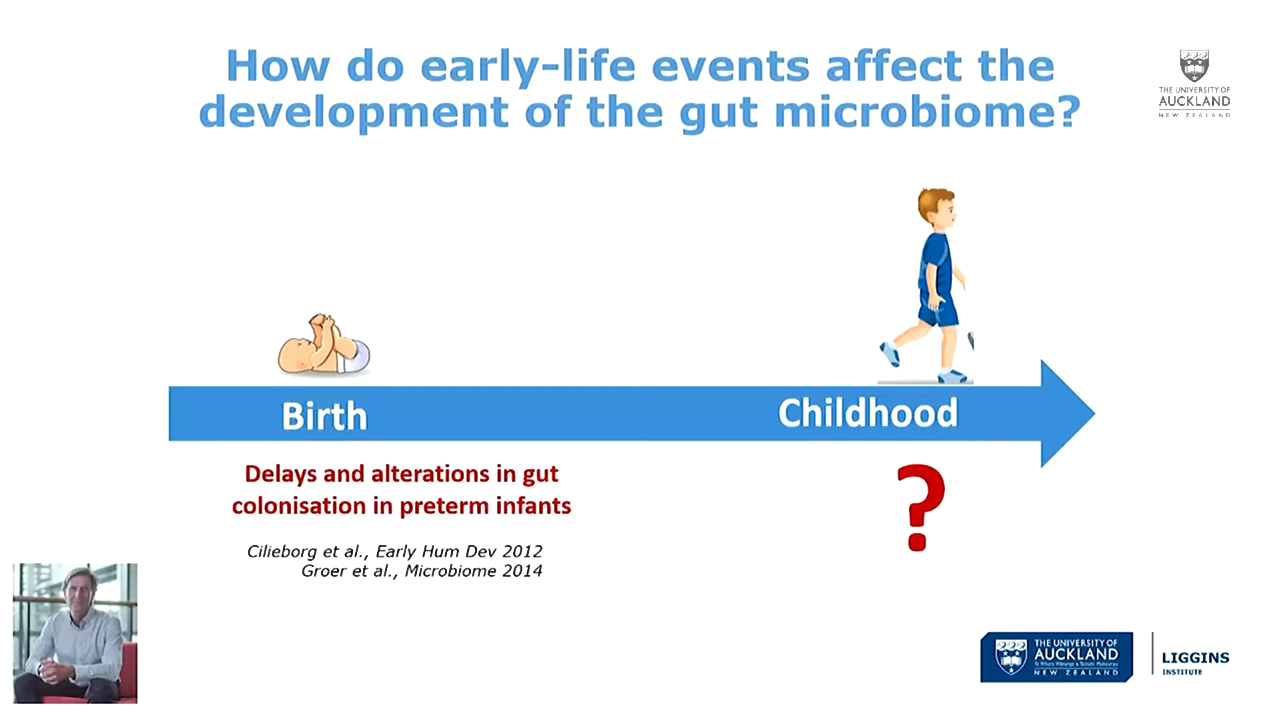 How do early-life events affect the
development of the gut microbiome?
THE UNIVERSITY OF
AUCKLAND
NEW ZEALAND
Birth
Childhood
Delays and alterations in gut
colonisation in preterm infants
?
Cilieborg et al., Early Hum Dev 2012
Groer et al., Microbiome 2014
THE UNIVERSITY OF
AUCKLAND
NEW ZEALAND
LIGGINS
INSTITUTE